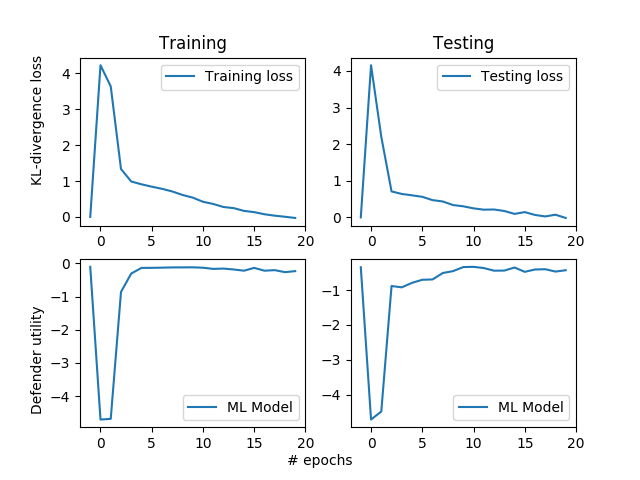 Training
Testing
KL-divergence loss
4
3
2
1
0
Training loss
0 5 10 15 20
4
3
2
1
0
Testing loss
0 5 10 15 20
Defender utility
0
−1
−2
−3
−4
ML Model
0 5 10 15 20
−1
−2
−3
−4
ML Model
0 5 10 15 20
# epochs